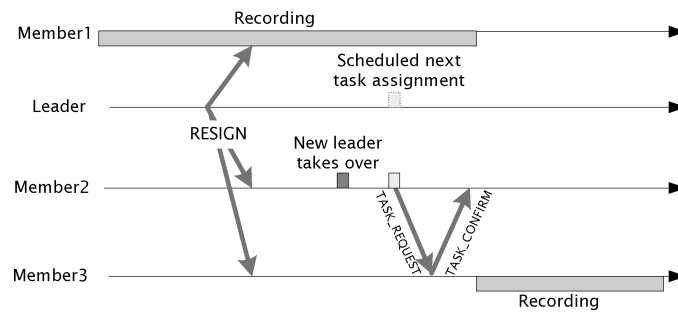 Recording
Member1
Scheduled next
task assignment
Leader
RESIGN
New leader
takes over
Member2
TASK_REQUEST
TASK_CONFIRM
Member3
Recording